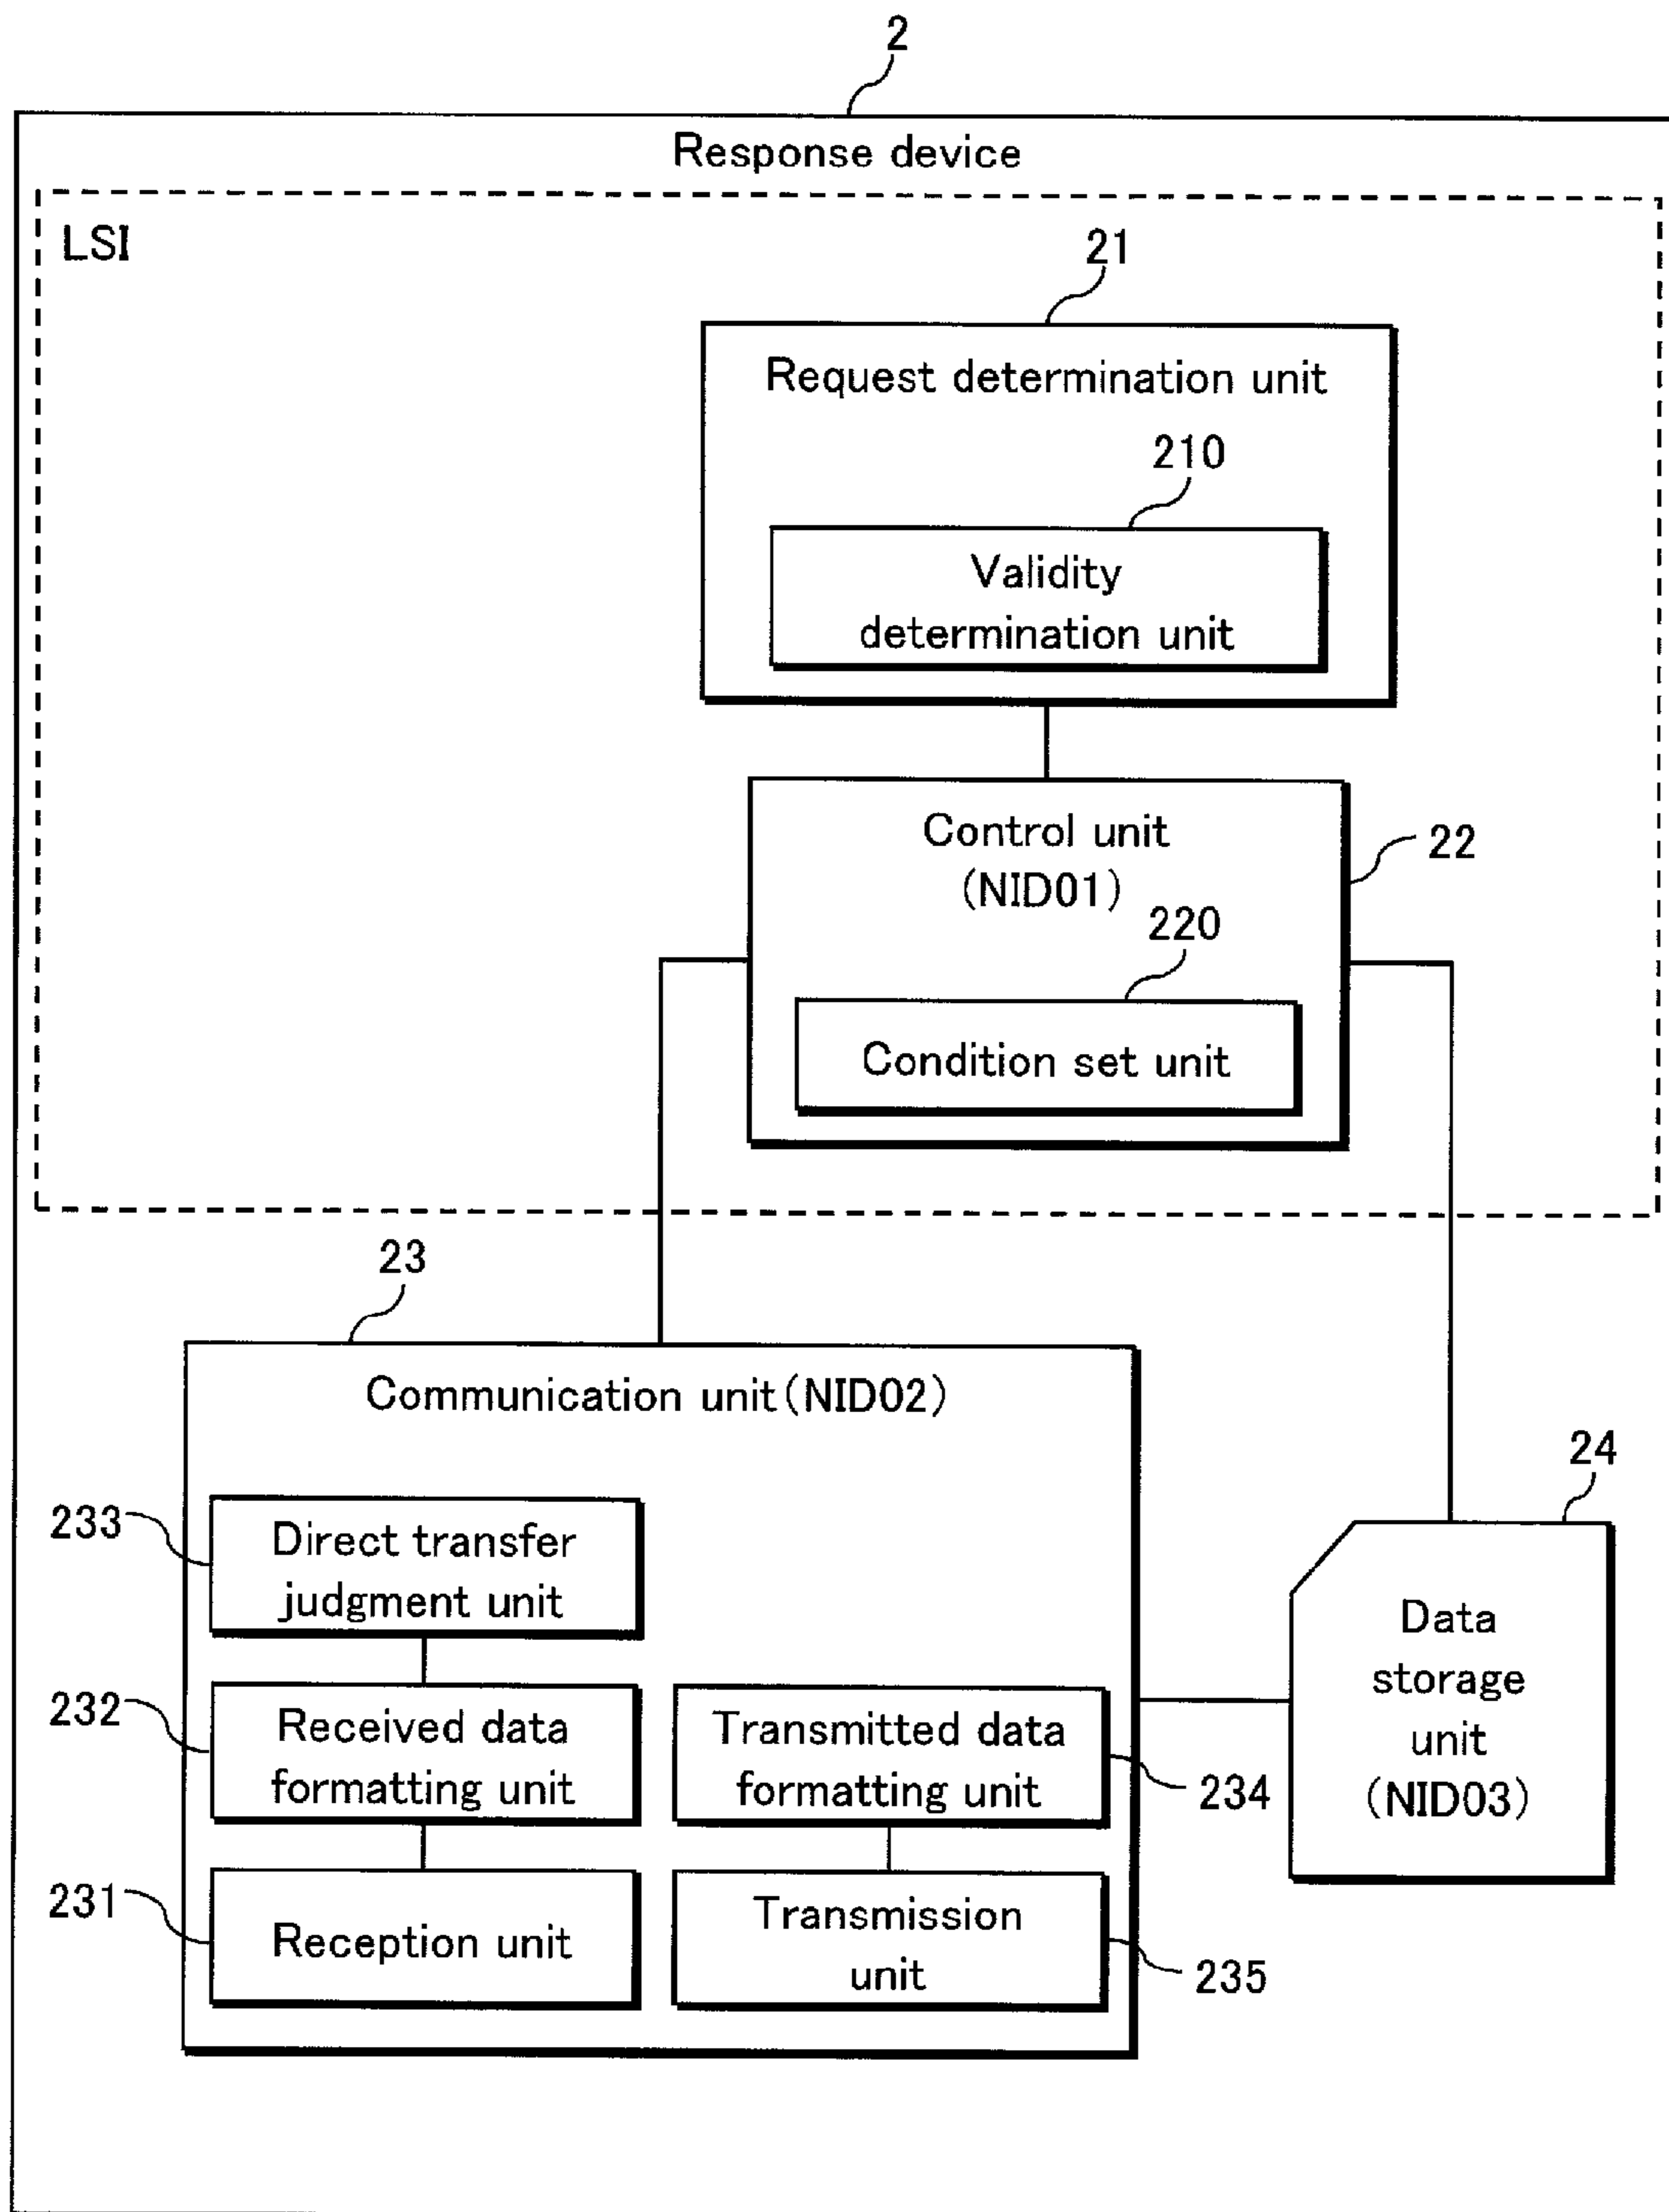 2
Response device
LSI
21
Request determination unit
210
Validity
determination unit
Control unit
(NID01)
22
220
Condition set unit
23
Communication unit(NID02)
24
233
Direct transfer
judgment unit
Data
storage
unit
(NID03)
232
Received data
formatting unit
Transmitted data
formatting unit
234
231
Reception unit
Transmission
unit
235